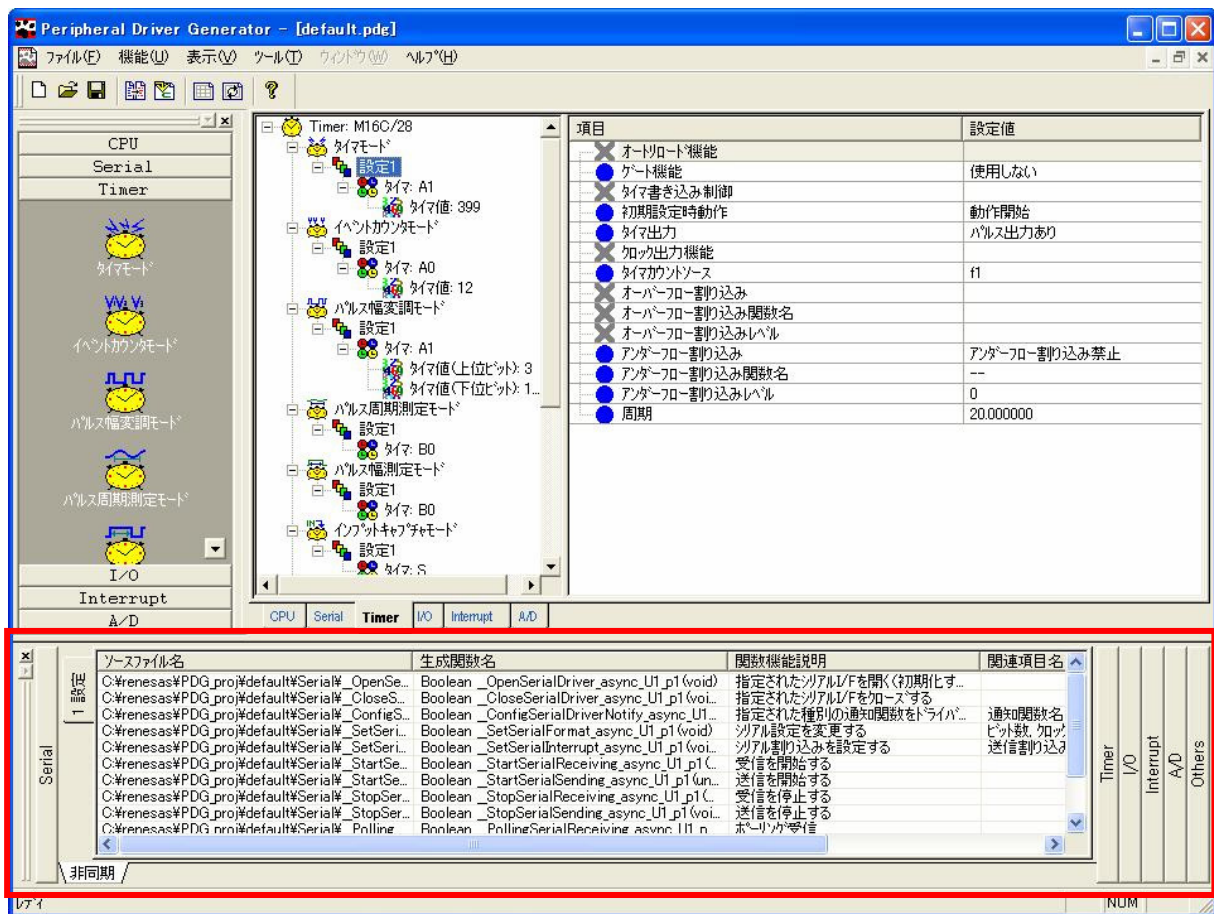 Peripheral Driver Generator - [default.pdg]
ファイル(F) 機能(U) 表示(V) ツール(T) ウィンドウ(W) ヘルプ(H)
CPU
Serial
Timer
タイマモード
イベントカウンタモード
パルス幅変調モード
パルス周期測定モード
I/O
Interrupt
A/D
Timer: M16C/28
タイマモード
設定1
タイマ: A1
タイマ値: 399
イベントカウンタモード
設定1
タイマ: A0
タイマ値: 12
パルス幅変調モード
設定1
タイマ: A1
タイマ値(上位ビット): 3
タイマ値(下位ビット): 1...
パルス周期測定モード
設定1
タイマ: B0
パルス幅測定モード
設定1
タイマ: B0
インプットキャプチャモード
設定1
タイマ: S
項目 設定値
オートリロード機能
ゲート機能 使用しない
タイマ書き込み制御
初期設定時動作 動作開始
タイマ出力 パルス出力あり
クロック出力機能
タイマカウントソース f1
オーバーフロー割り込み
オーバーフロー割り込み関数名
オーバーフロー割り込みレベル
アンダーフロー割り込み アンダーフロー割り込み禁止
アンダーフロー割り込み関数名 --
アンダーフロー割り込みレベル 0
周期 20.000000
CPU Serial Timer I/O Interrupt A/D
Serial
設定1
ソースファイル名 生成関数名 関数機能説明 関連項目名
C:¥renesas¥PDG_proj¥default¥Serial¥_OpenSe... Boolean _OpenSerialDriver_async_U1_p1(void) 指定されたシリアルI/Fを開く(初期化す...
C:¥renesas¥PDG_proj¥default¥Serial¥_CloseS... Boolean _CloseSerialDriver_async_U1_p1(voi... 指定されたシリアルI/Fをクローズする
C:¥renesas¥PDG_proj¥default¥Serial¥_ConfigS... Boolean _ConfigSerialDriverNotify_async_U1... 指定された種別の通知関数をドライバ... 通知関数名
C:¥renesas¥PDG_proj¥default¥Serial¥_SetSeri... Boolean _SetSerialFormat_async_U1_p1(void) シリアル設定を変更する ビット数, クロッ
C:¥renesas¥PDG_proj¥default¥Serial¥_SetSeri... Boolean _SetSerialInterrupt_async_U1_p1(voi... シリアル割り込みを設定する 送信割り込み
C:¥renesas¥PDG_proj¥default¥Serial¥_StartSe... Boolean _StartSerialReceiving_async_U1_p1(... 受信を開始する
C:¥renesas¥PDG_proj¥default¥Serial¥_StartSe... Boolean _StartSerialSending_async_U1_p1(un... 送信を開始する
C:¥renesas¥PDG_proj¥default¥Serial¥_StopSer... Boolean _StopSerialReceiving_async_U1_p1(... 受信を停止する
C:¥renesas¥PDG_proj¥default¥Serial¥_StopSer... Boolean _StopSerialSending_async_U1_p1(voi... 送信を停止する
C:¥renesas¥PDG_proj¥default¥Serial¥_Polling... Boolean _PollingSerialReceiving_async_U1_p... ポーリング受信
非同期
Timer
I/O
Interrupt
A/D
Others
レディ NUM